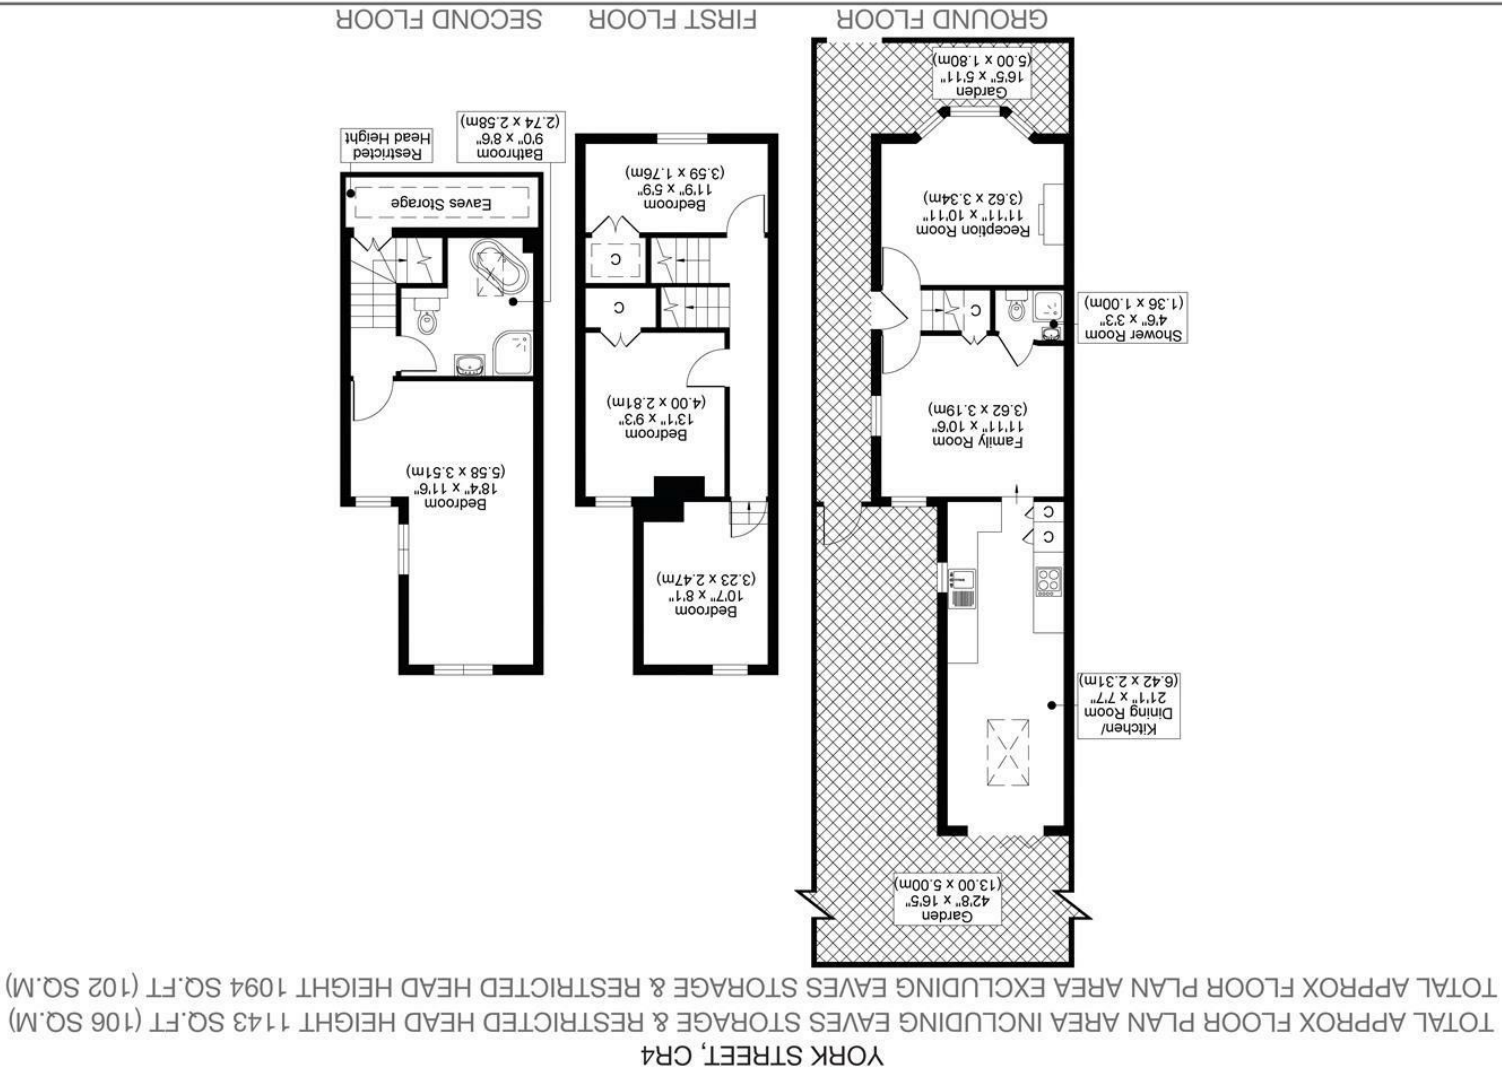 YORK STREET, CR4
TOTAL APPROX FLOOR PLAN AREA INCLUDING EAVES STORAGE & RESTRICTED HEAD HEIGHT 1143 SQ.FT (106 SQ.M)
TOTAL APPROX FLOOR PLAN AREA EXCLUDING EAVES STORAGE & RESTRICTED HEAD HEIGHT 1094 SQ.FT (102 SQ.M)
Garden
42'8" x 16'5"
(13.00 x 5.00m)
Kitchen/
Dining Room
21'1" x 7'7"
(6.42 x 2.31m)
C
C
Family Room
11'11" x 10'6"
(3.62 x 3.19m)
Shower Room
4'6" x 3'3"
(1.36 x 1.00m)
C
Reception Room
11'11" x 10'11"
(3.62 x 3.34m)
Garden
16'5" x 5'11"
(5.00 x 1.80m)
GROUND FLOOR
Bedroom
10'7" x 8'1"
(3.23 x 2.47m)
Bedroom
13'1" x 9'3"
(4.00 x 2.81m)
C
C
Bedroom
11'9" x 5'9"
(3.59 x 1.76m)
FIRST FLOOR
Bedroom
18'4" x 11'6"
(5.58 x 3.51m)
Eaves Storage
Bathroom
9'0" x 8'6"
(2.74 x 2.58m)
Restricted
Head Height
SECOND FLOOR